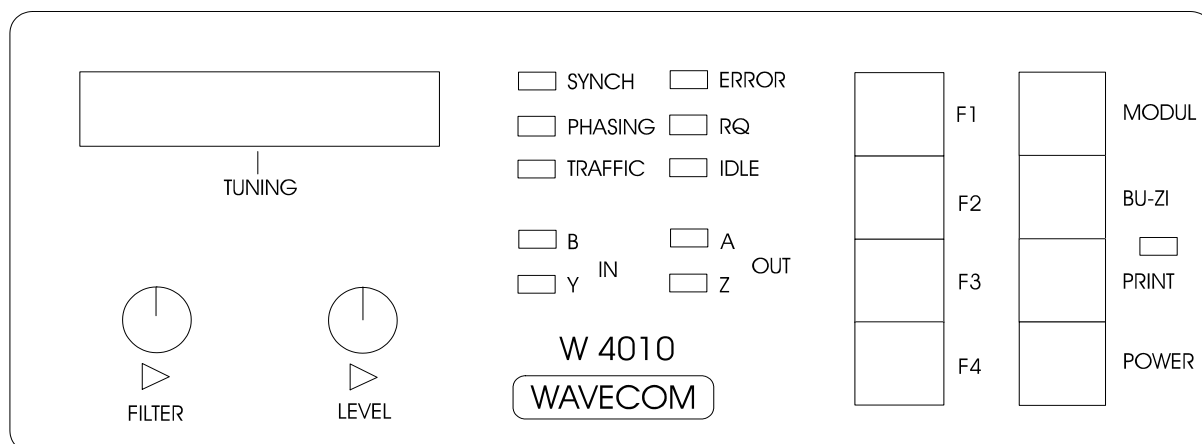 TUNING
FILTER
LEVEL
SYNCH
ERROR
PHASING
RQ
TRAFFIC
IDLE
B
Y
IN
A
Z
OUT
W 4010
WAVECOM
F1
F2
F3
F4
MODUL
BU-ZI
PRINT
POWER